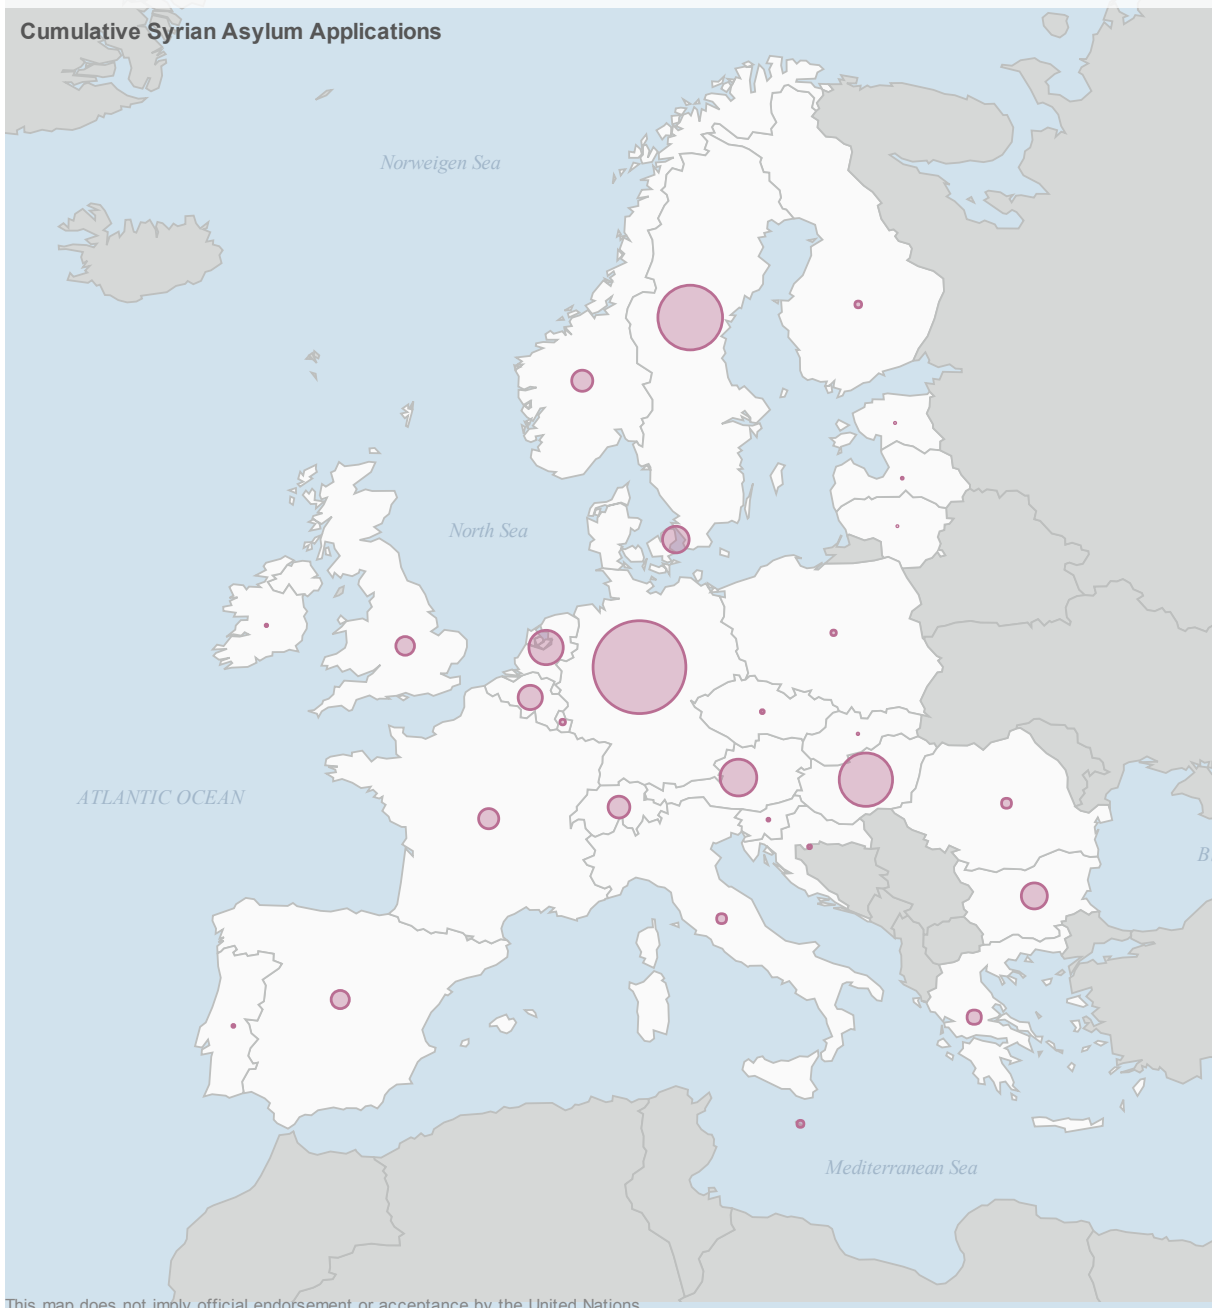 Cumulative Syrian Asylum Applications
Norweigen Sea
North Sea
ATLANTIC OCEAN
Mediterranean Sea
This map does not imply official endorsement or acceptance by the United Nations